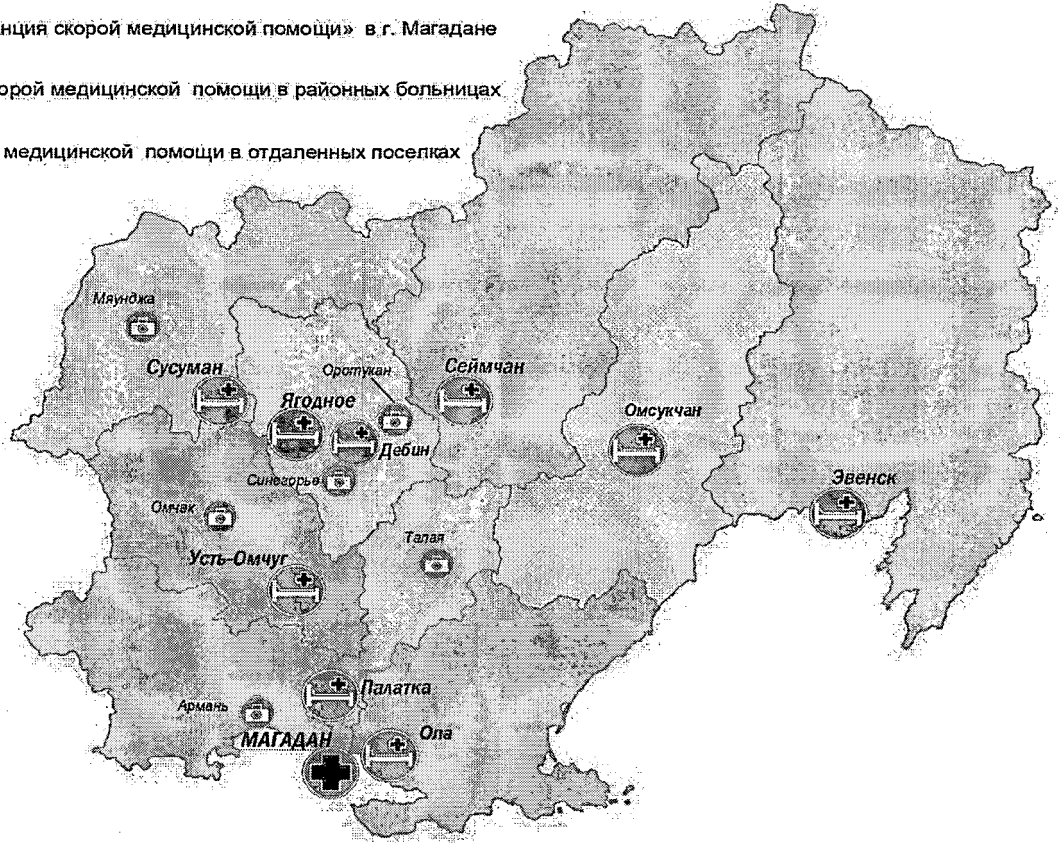 нция скорой медицинской помощи» в г. Магадане
орой медицинской помощи в районных больницах
медицинской помощи в отдаленных поселках
Мяунджа
Сусуман
Оротукан
Сеймчан
Ягодное
Омсукчан
Дебин
Синегорье
Эвенск
Омчак
Талая
Усть-Омчуг
Палатка
Армань
МАГАДАН
Ола